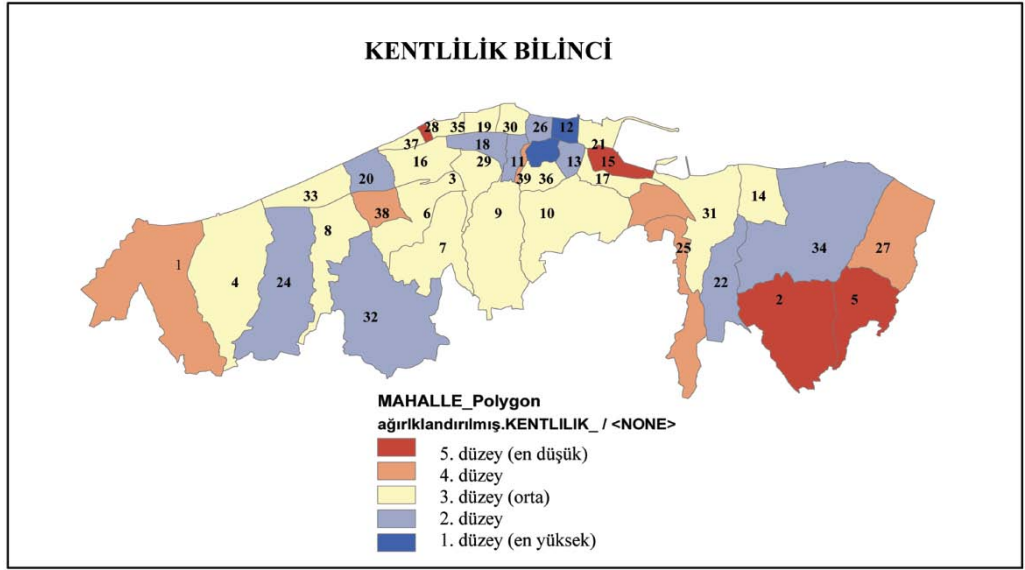 KENTLİLİK BİLİNCİ
28 35 19 30 26 12
37 18 21
16 29 11 13 15
20 3 39 36 17
33 38 6 9 10 31 14
8 7 25 34 27
1 4 24 22
32 2 5
MAHALLE_Polygon
ağırlklandırılmış.KENTLILIK_ / <NONE>
5. düzey (en düşük)
4. düzey
3. düzey (orta)
2. düzey
1. düzey (en yüksek)